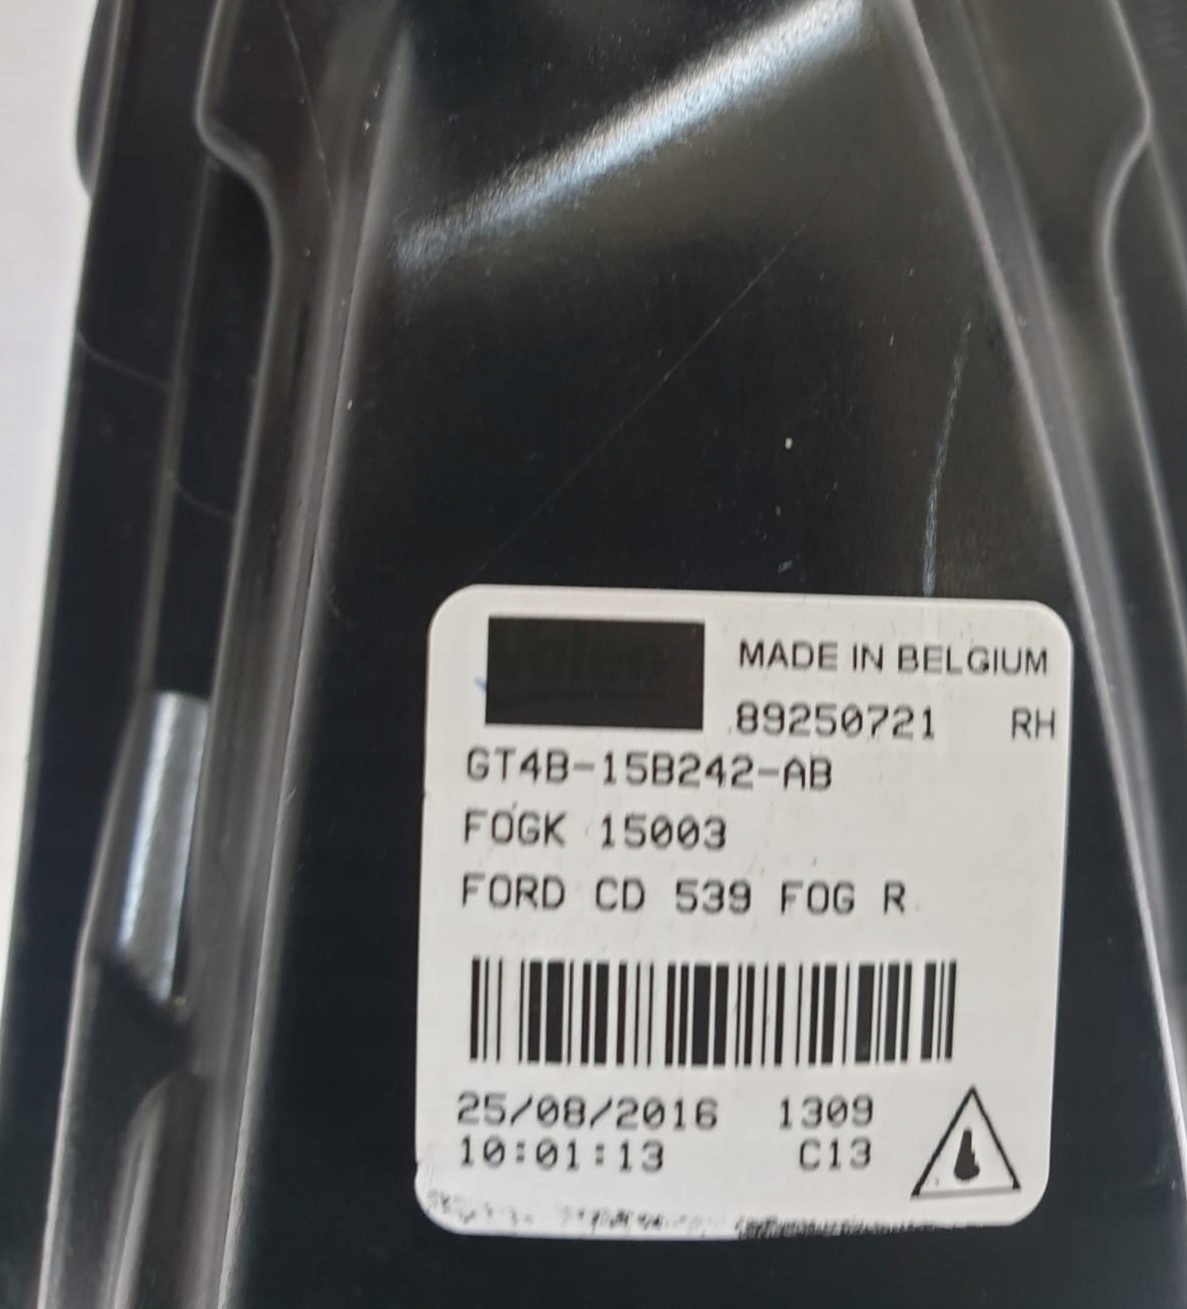 MADE IN BELGIUM
89250721 RH
GT4B-15B242-AB
FOGK 15003
FORD CD 539 FOG R
25/08/2016 1309
10:01:13 C13